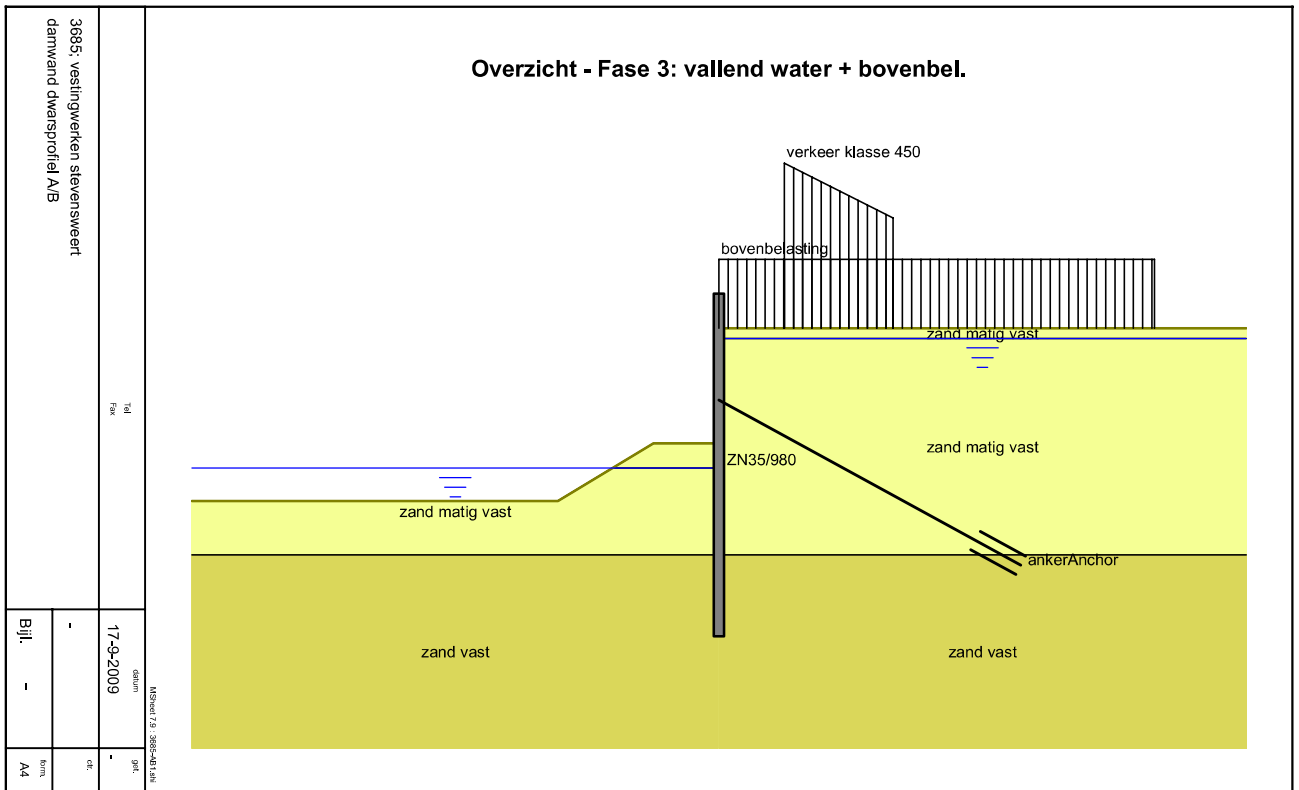 Overzicht - Fase 3: vallend water + bovenbel.
verkeer klasse 450
bovenbelasting
zand matig vast
zand matig vast
ZN35/980
zand matig vast
ankerAnchor
zand vast
zand vast
3685; vestingwerken stevensweert
damwand dwarsprofiel A/B
Tel
Fax
datum
17-9-2009
get.
-
-
ctr.
Bijl. -
form.
A4
MSheet 7.9 : 3685-AB1.shi